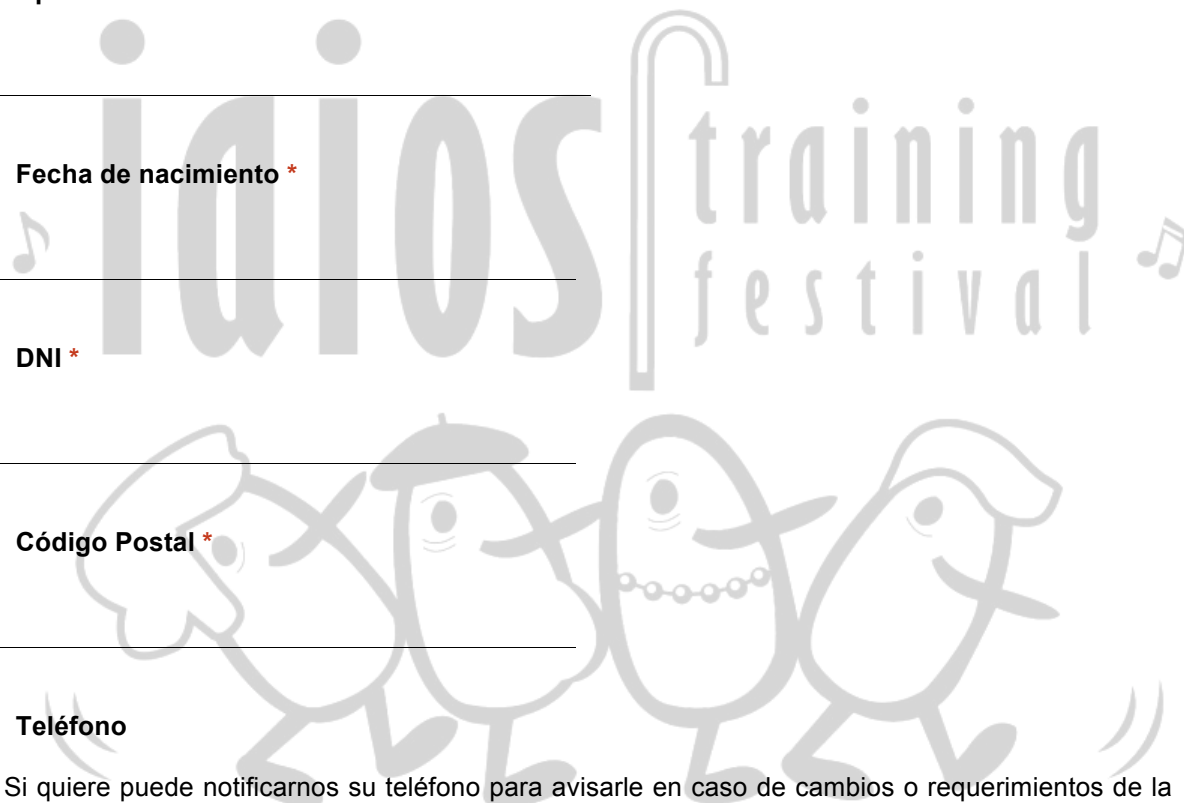 iaios
training
festival
Fecha de nacimiento *
DNI *
Código Postal *
Teléfono
Si quiere puede notificarnos su teléfono para avisarle en caso de cambios o requerimientos de la